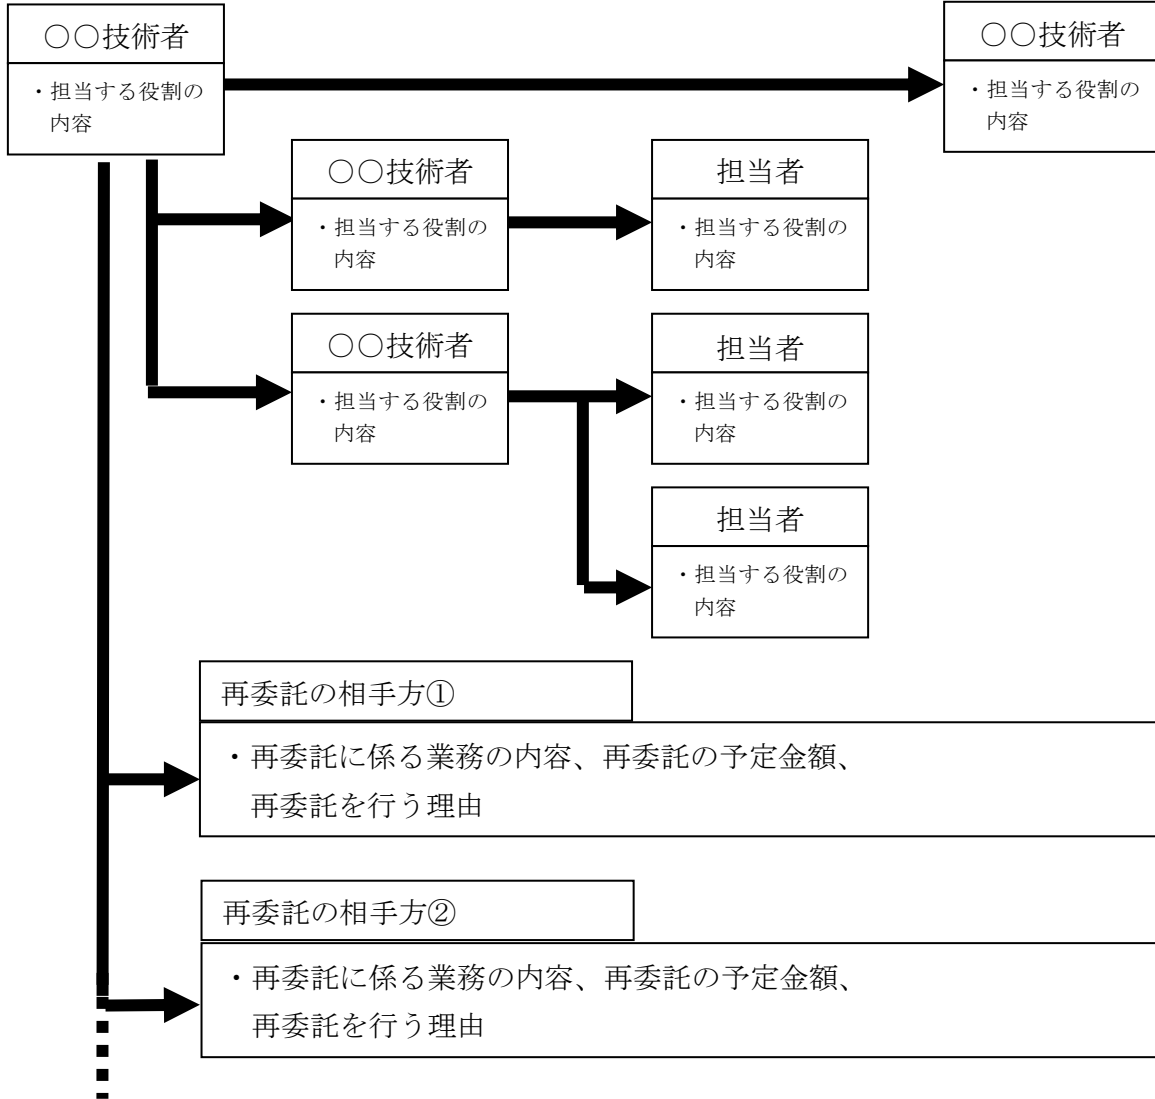 ○○技術者
・担当する役割の
内容
○○技術者
・担当する役割の
内容
○○技術者
・担当する役割の
内容
担当者
・担当する役割の
内容
○○技術者
・担当する役割の
内容
担当者
・担当する役割の
内容
担当者
・担当する役割の
内容
再委託の相手方①
・再委託に係る業務の内容、再委託の予定金額、
再委託を行う理由
再委託の相手方②
・再委託に係る業務の内容、再委託の予定金額、
再委託を行う理由